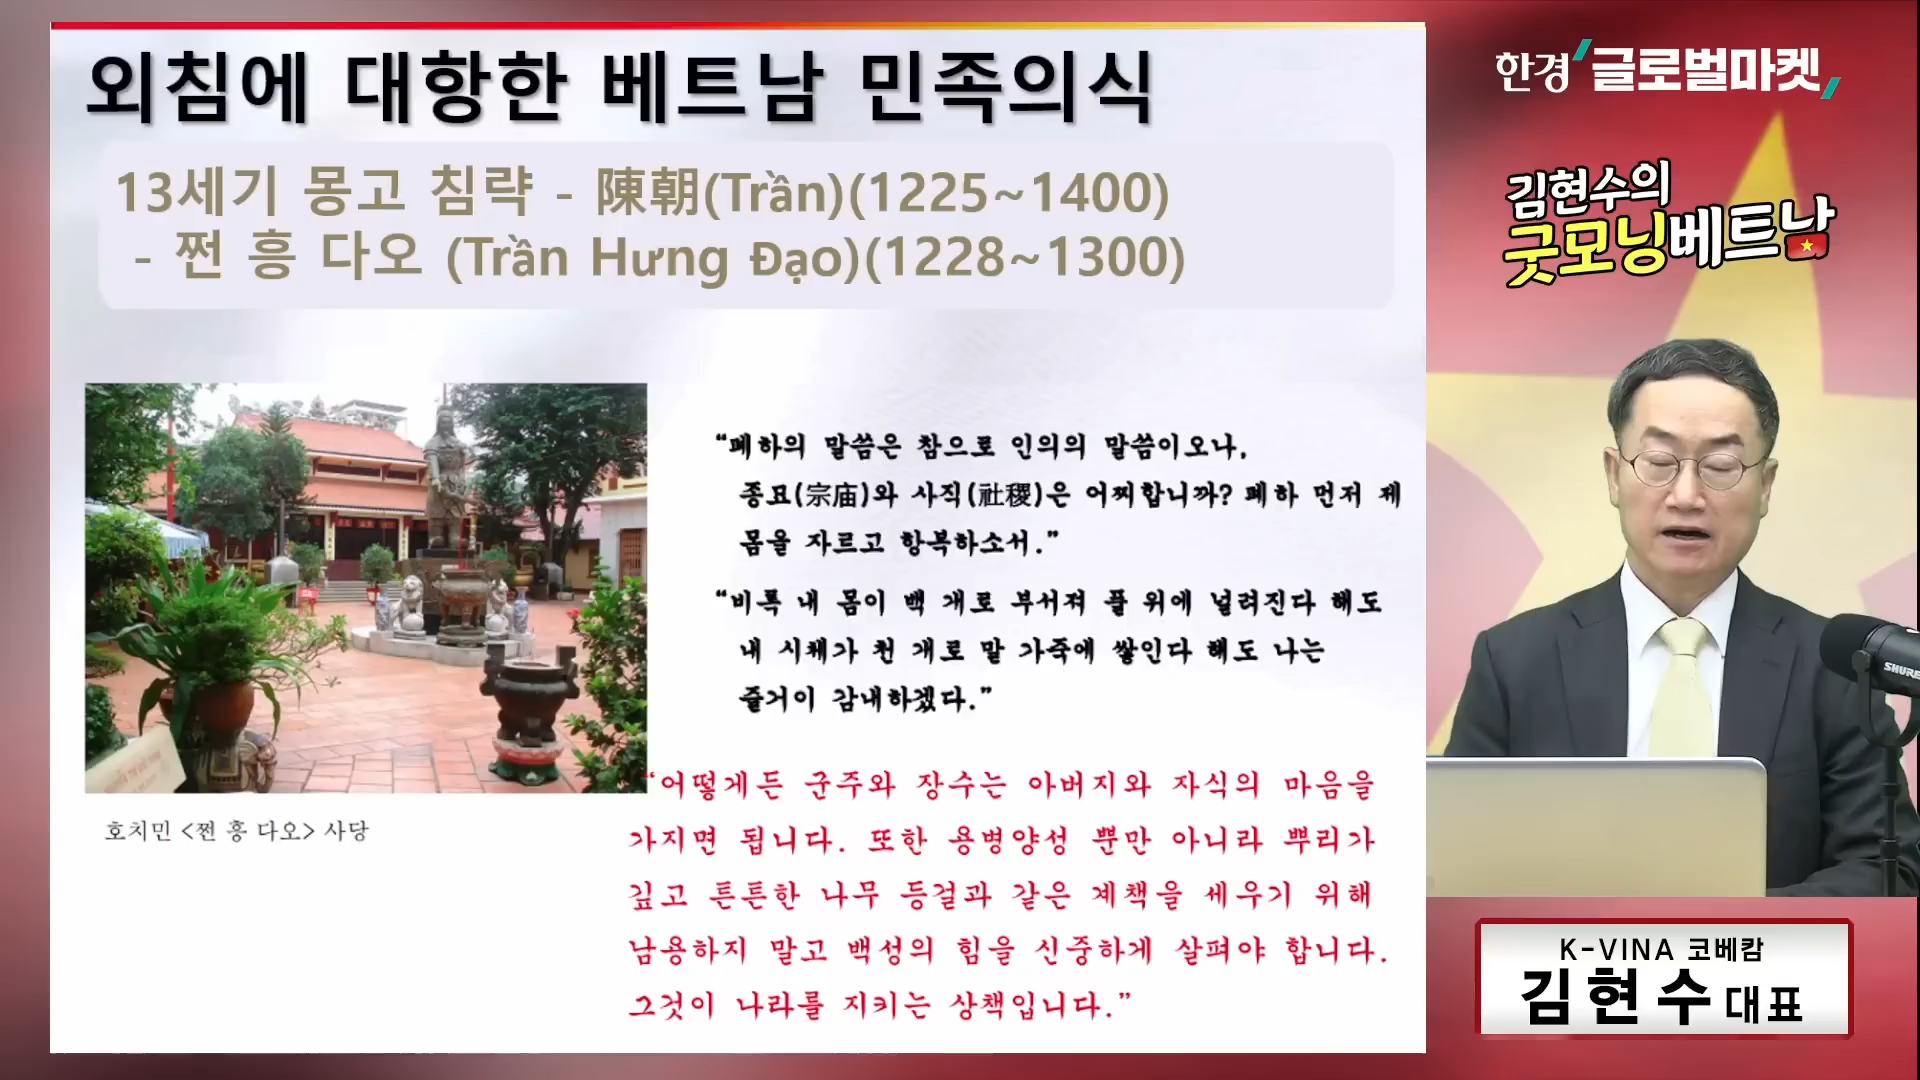 외침에 대항한 베트남 민족의식
13세기 몽고 침략 - 陳朝(Trần)(1225~1400)
- 쩐 흥 다오 (Trần Hưng Đạo)(1228~1300)
“폐하의 말씀은 참으로 인의의 말씀이오나,
종묘(宗庙)와 사직(社稷)은 어찌합니까? 폐하 먼저 제
몸을 자르고 항복하소서.”
“비록 내 몸이 백 개로 부서져 풀 위에 널려진다 해도
내 시체가 천 개로 말 가죽에 쌓인다 해도 나는
즐거이 감내하겠다.”
“어떻게든 군주와 장수는 아버지와 자식의 마음을
가지면 됩니다. 또한 용병양성 뿐만 아니라 뿌리가
깊고 튼튼한 나무 등걸과 같은 계책을 세우기 위해
남용하지 말고 백성의 힘을 신중하게 살펴야 합니다.
그것이 나라를 지키는 상책입니다.”
호치민 <쩐 흥 다오> 사당
한경 글로벌마켓
김현수의
굿모닝베트남
SHURE
K-VINA 코베캄
김현수 대표